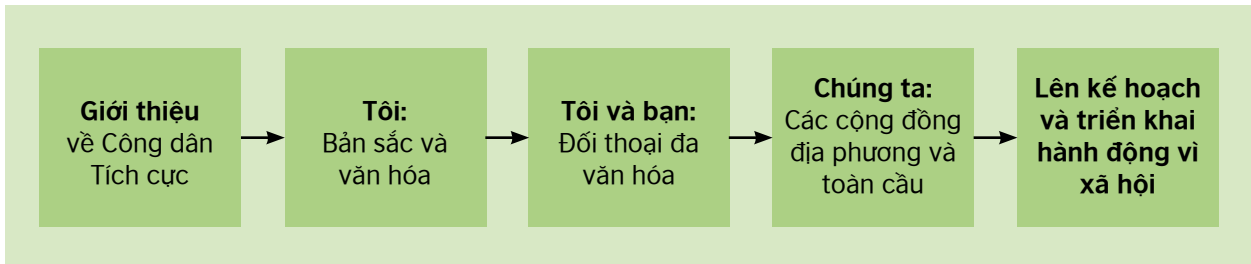 Giới thiệu
về Công dân
Tích cực
Tôi:
Bản sắc và
văn hóa
Tôi và bạn:
Đối thoại đa
văn hóa
Chúng ta:
Các cộng đồng
địa phương và
toàn cầu
Lên kế hoạch
và triển khai
hành động vì
xã hội